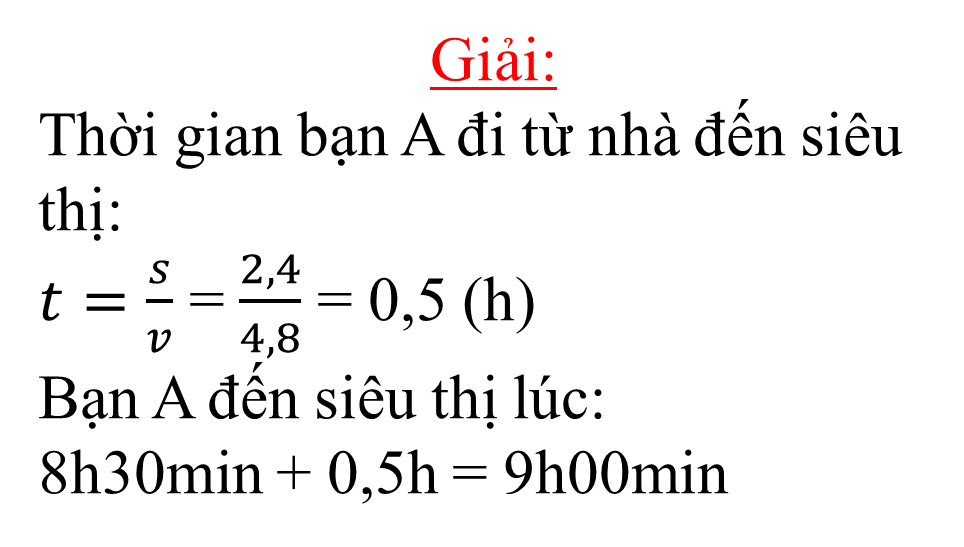 Giải:
Thời gian bạn A đi từ nhà đến siêu
thị:
t = s/v = 2,4/4,8 = 0,5 (h)
Bạn A đến siêu thị lúc:
8h30min + 0,5h = 9h00min